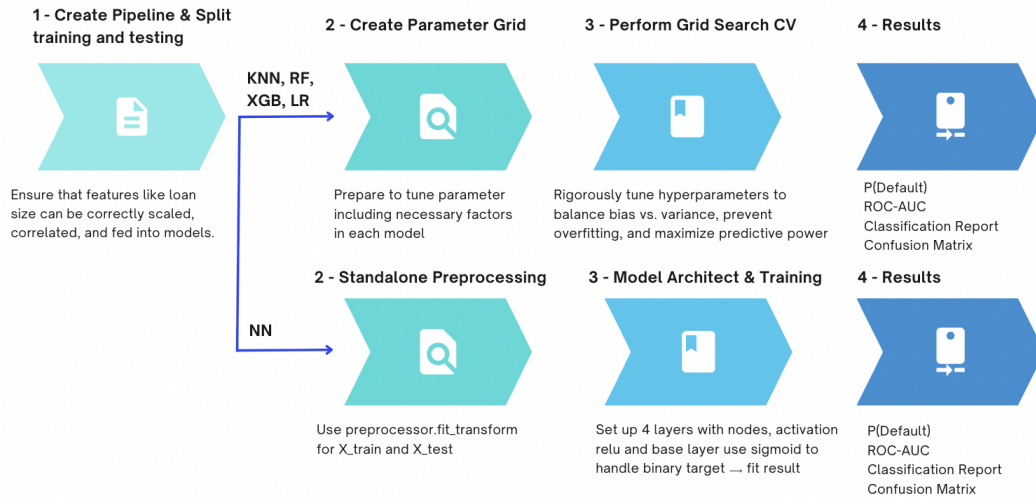 1 - Create Pipeline & Split
training and testing
2 - Create Parameter Grid
3 - Perform Grid Search CV
4 - Results
KNN, RF,
XGB, LR
Ensure that features like loan
size can be correctly scaled,
correlated, and fed into models.
Prepare to tune parameter
including necessary factors
in each model
Rigorously tune hyperparameters to
balance bias vs. variance, prevent
overfitting, and maximize predictive power
P(Default)
ROC-AUC
Classification Report
Confusion Matrix
2 - Standalone Preprocessing
3 - Model Architect & Training
4 - Results
NN
Use preprocessor.fit_transform
for X_train and X_test
Set up 4 layers with nodes, activation
relu and base layer use sigmoid to
handle binary target → fit result
P(Default)
ROC-AUC
Classification Report
Confusion Matrix